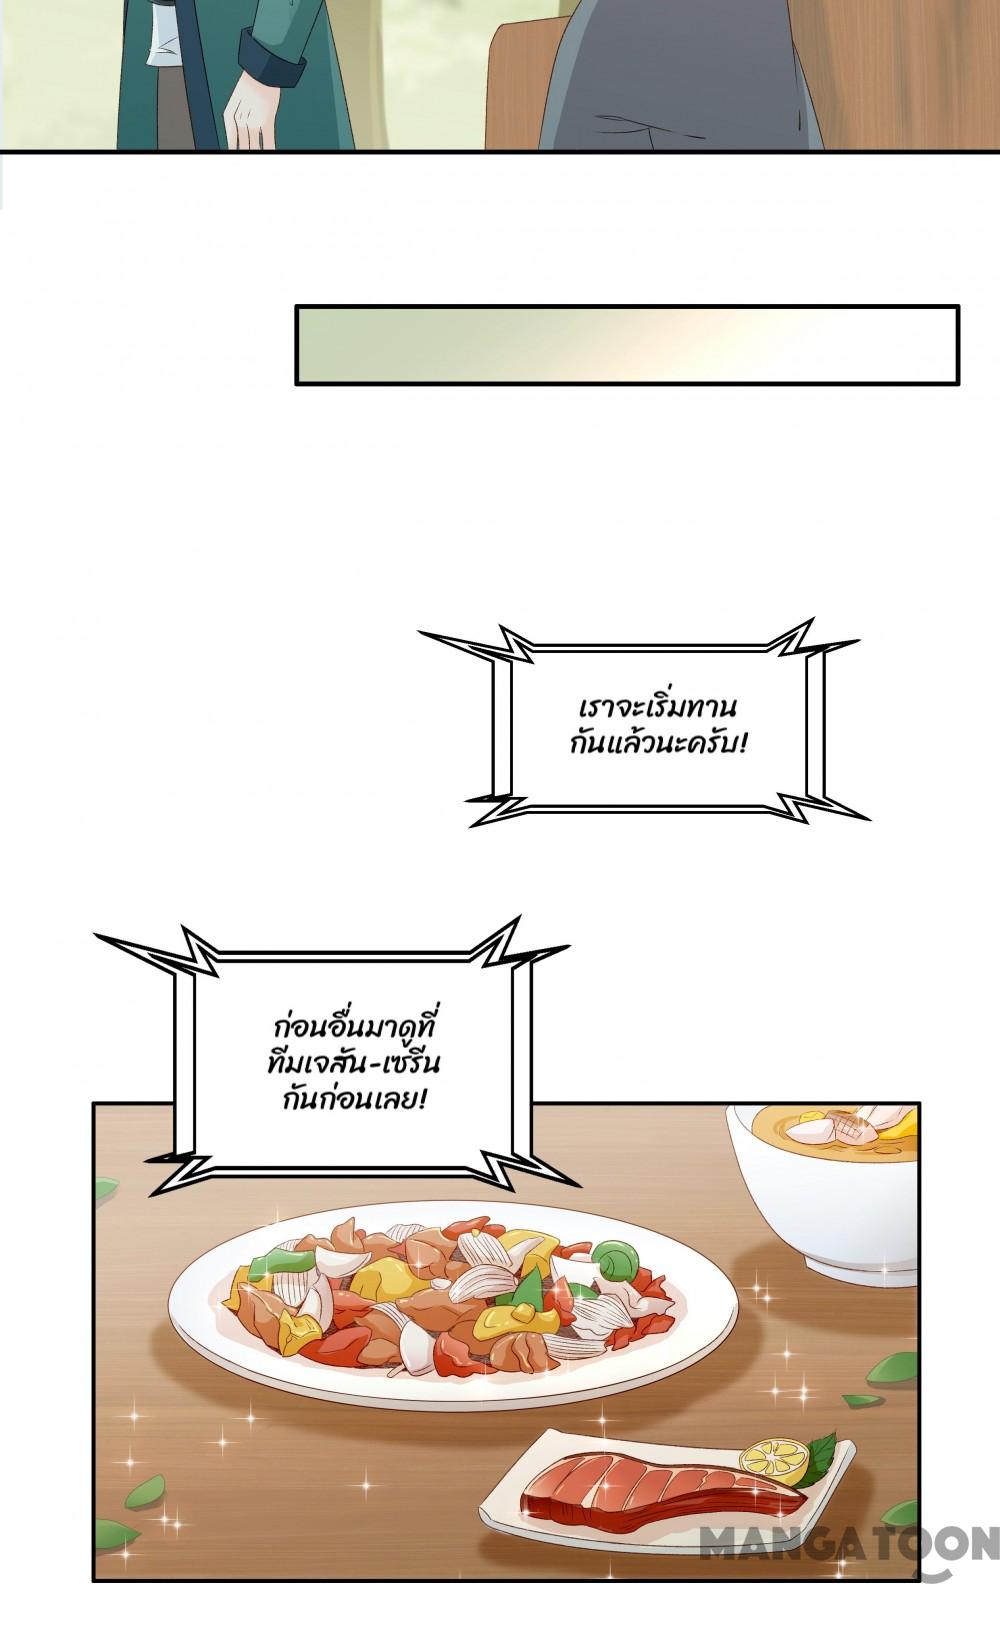 เราจะเริ่มทาน
กันแล้วนะครับ!
ก่อนอื่นมาดูที่
ทีมเจสัน-เซรีน
กันก่อนเลย!
MANGATOON